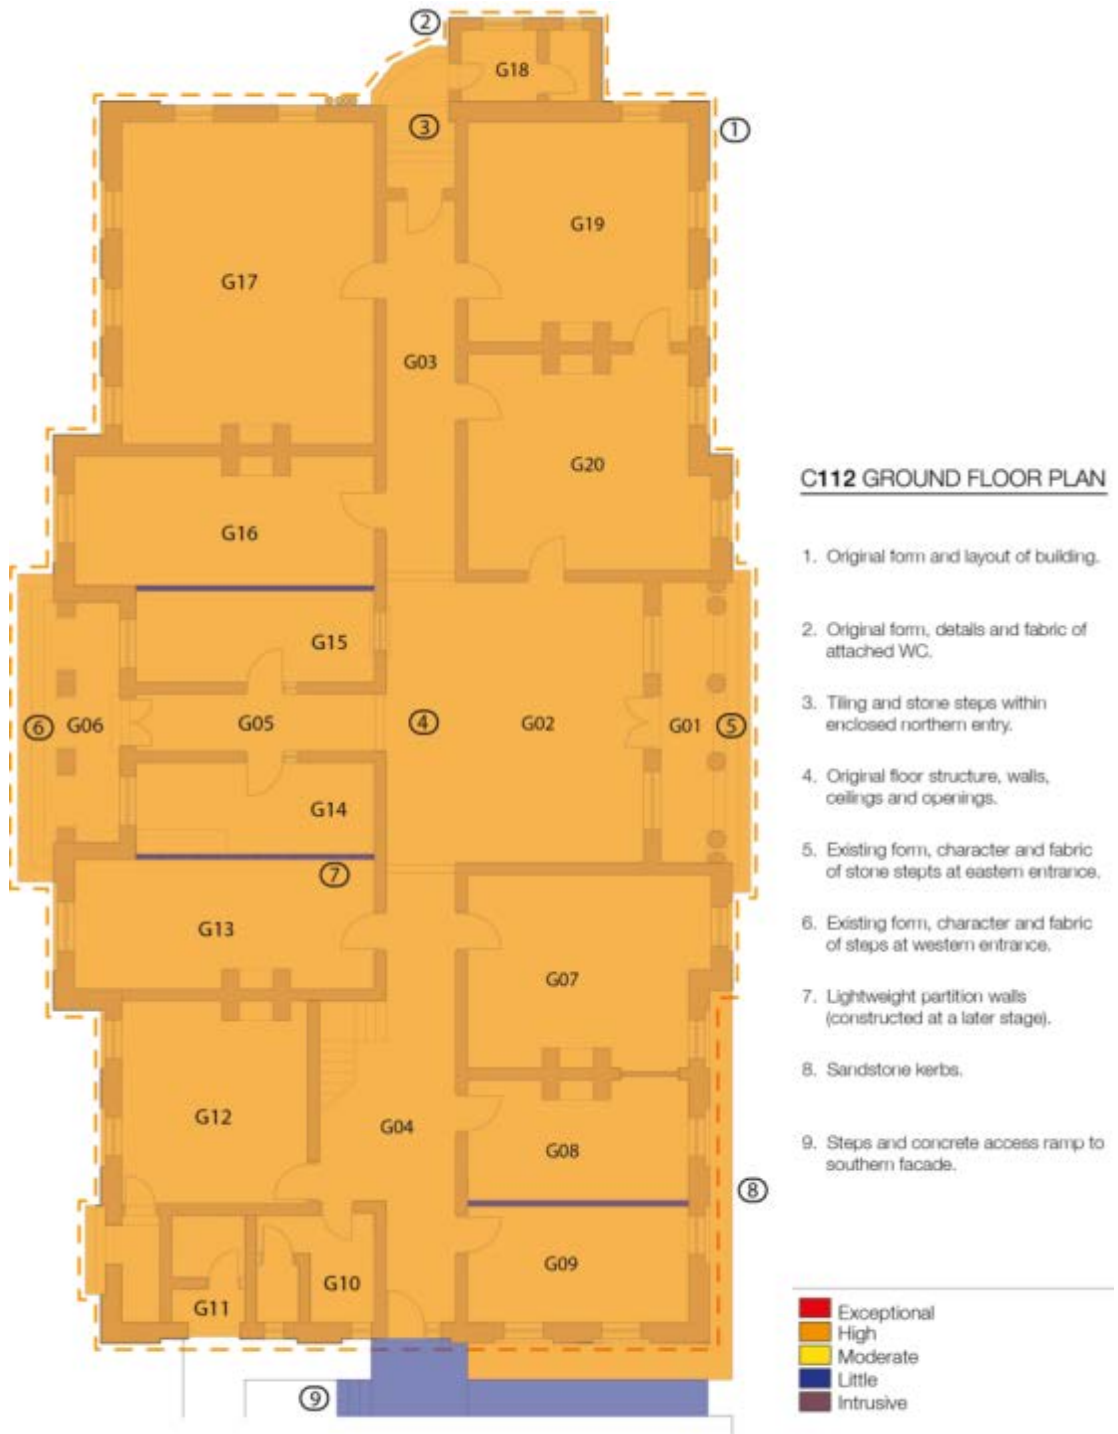 2
G18
3
1
G19
G17
G03
G20
G16
G15
6
G06
G05
4
G02
G01
5
G14
7
G13
G07
G12
G04
G08
8
G09
G10
G11
9
C112 GROUND FLOOR PLAN
1. Original form and layout of building.
2. Original form, details and fabric of
attached WC.
3. Tiling and stone steps within
enclosed northern entry.
4. Original floor structure, walls,
ceilings and openings.
5. Existing form, character and fabric
of stone stepts at eastern entrance.
6. Existing form, character and fabric
of steps at western entrance.
7. Lightweight partition walls
(constructed at a later stage).
8. Sandstone kerbs.
9. Steps and concrete access ramp to
southern facade.
Exceptional
High
Moderate
Little
Intrusive